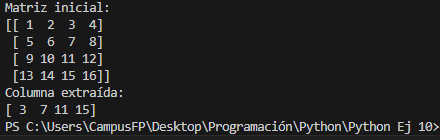 Matriz inicial:
[[ 1  2  3  4]
 [ 5  6  7  8]
 [ 9 10 11 12]
 [13 14 15 16]]
Columna extraída:
[ 3  7 11 15]
PS C:\Users\CampusFP\Desktop\Programación\Python\Python Ej 10>